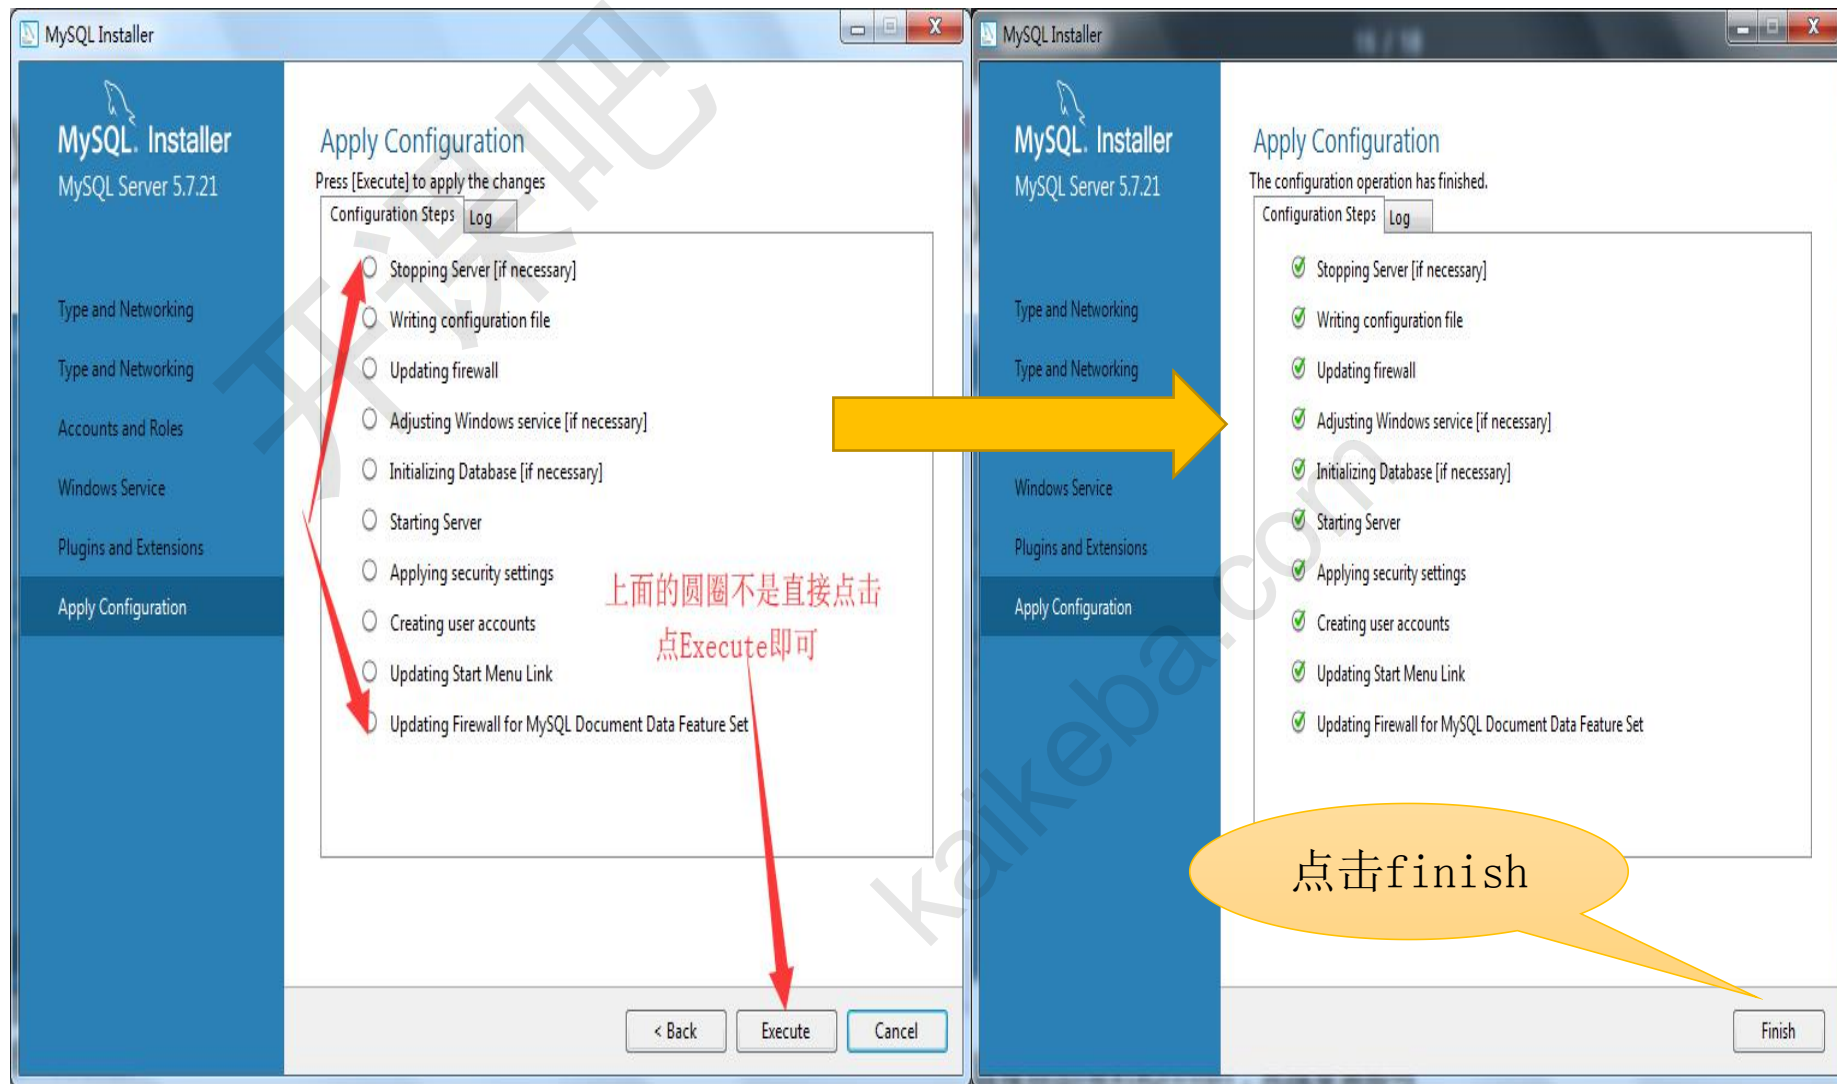 MySQL Installer
MySQL. Installer
MySQL Server 5.7.21
Type and Networking
Type and Networking
Accounts and Roles
Windows Service
Plugins and Extensions
Apply Configuration
Apply Configuration
Press [Execute] to apply the changes
Configuration Steps
Log
Stopping Server [if necessary]
Writing configuration file
Updating firewall
Adjusting Windows service [if necessary]
Initializing Database [if necessary]
Starting Server
Applying security settings
Creating user accounts
Updating Start Menu Link
Updating Firewall for MySQL Document Data Feature Set
上面的圆圈不是直接点击
点Execute即可
< Back
Execute
Cancel
MySQL Installer
MySQL. Installer
MySQL Server 5.7.21
Type and Networking
Type and Networking
Windows Service
Plugins and Extensions
Apply Configuration
Apply Configuration
The configuration operation has finished.
Configuration Steps
Log
Stopping Server [if necessary]
Writing configuration file
Updating firewall
Adjusting Windows service [if necessary]
Initializing Database [if necessary]
Starting Server
Applying security settings
Creating user accounts
Updating Start Menu Link
Updating Firewall for MySQL Document Data Feature Set
点击finish
Finish
开课吧
kaikeba.com